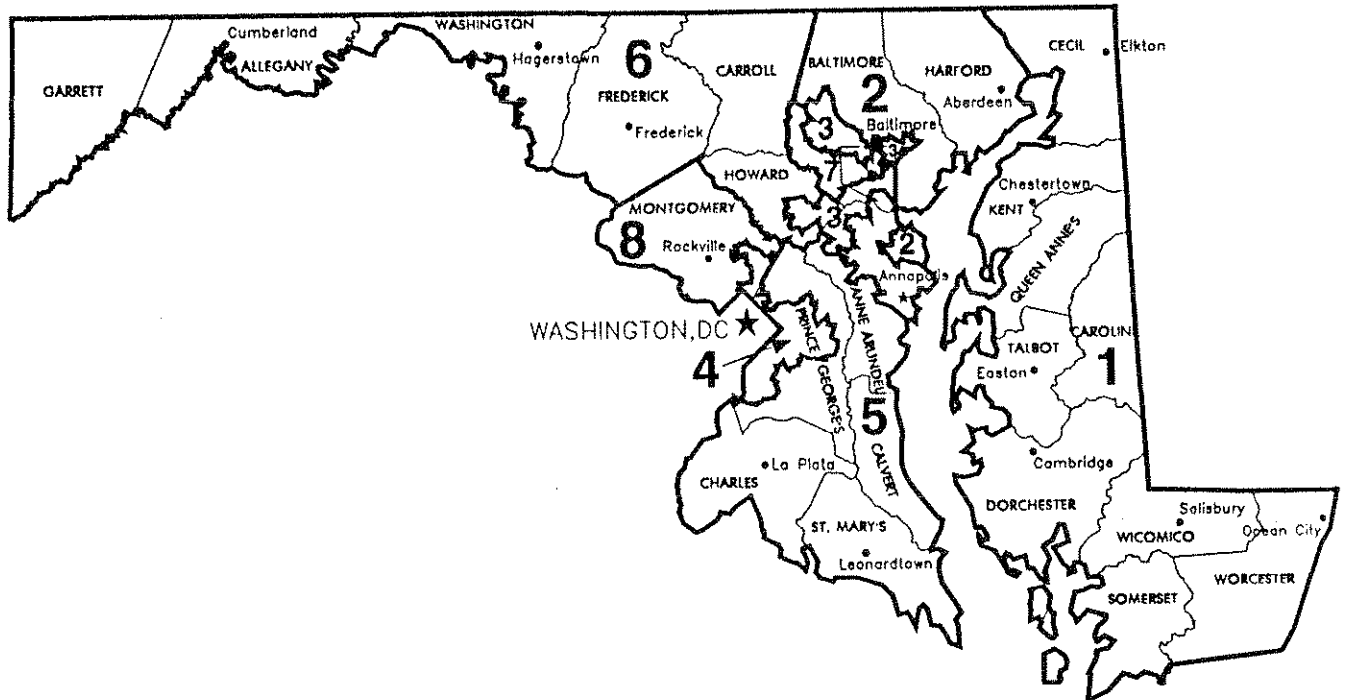 WASHINGTON
Cumberland
ALLEGANY
Hagerstown
GARRETT
6
FREDERICK
Frederick
CARROLL
BALTIMORE
2
HARFORD
Aberdeen
CECIL
Elkton
3
Baltimore
3
7
HOWARD
3
2
Chestertown
KENT
MONTGOMERY
8
Rockville
Annapolis
QUEEN ANNE'S
WASHINGTON, DC
4
PRINCE GEORGE'S
ANNE ARUNDEL
TALBOT
Easton
CAROLIN
1
5
CALVERT
La Plata
CHARLES
Cambridge
DORCHESTER
ST. MARY'S
Leonardtown
Salisbury
WICOMICO
Ocean City
WORCESTER
SOMERSET